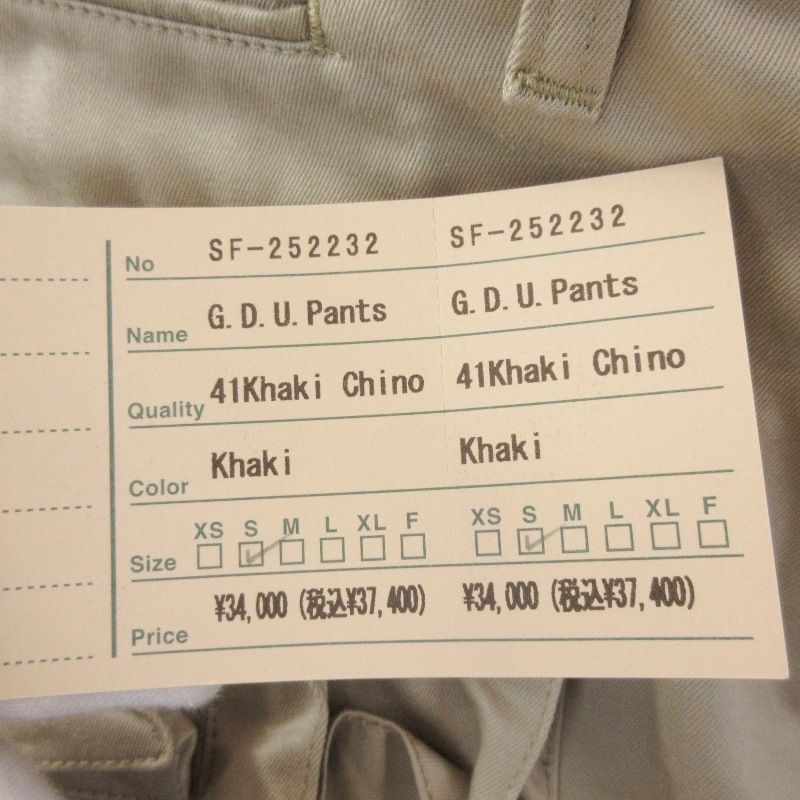 No SF-252232 SF-252232
Name G.D.U.Pants G.D.U.Pants
Quality 41Khaki Chino 41Khaki Chino
Color Khaki Khaki
XS S M L XL F XS S M L XL F
Size
Price ¥34,000 (税込¥37,400) ¥34,000 (税込¥37,400)